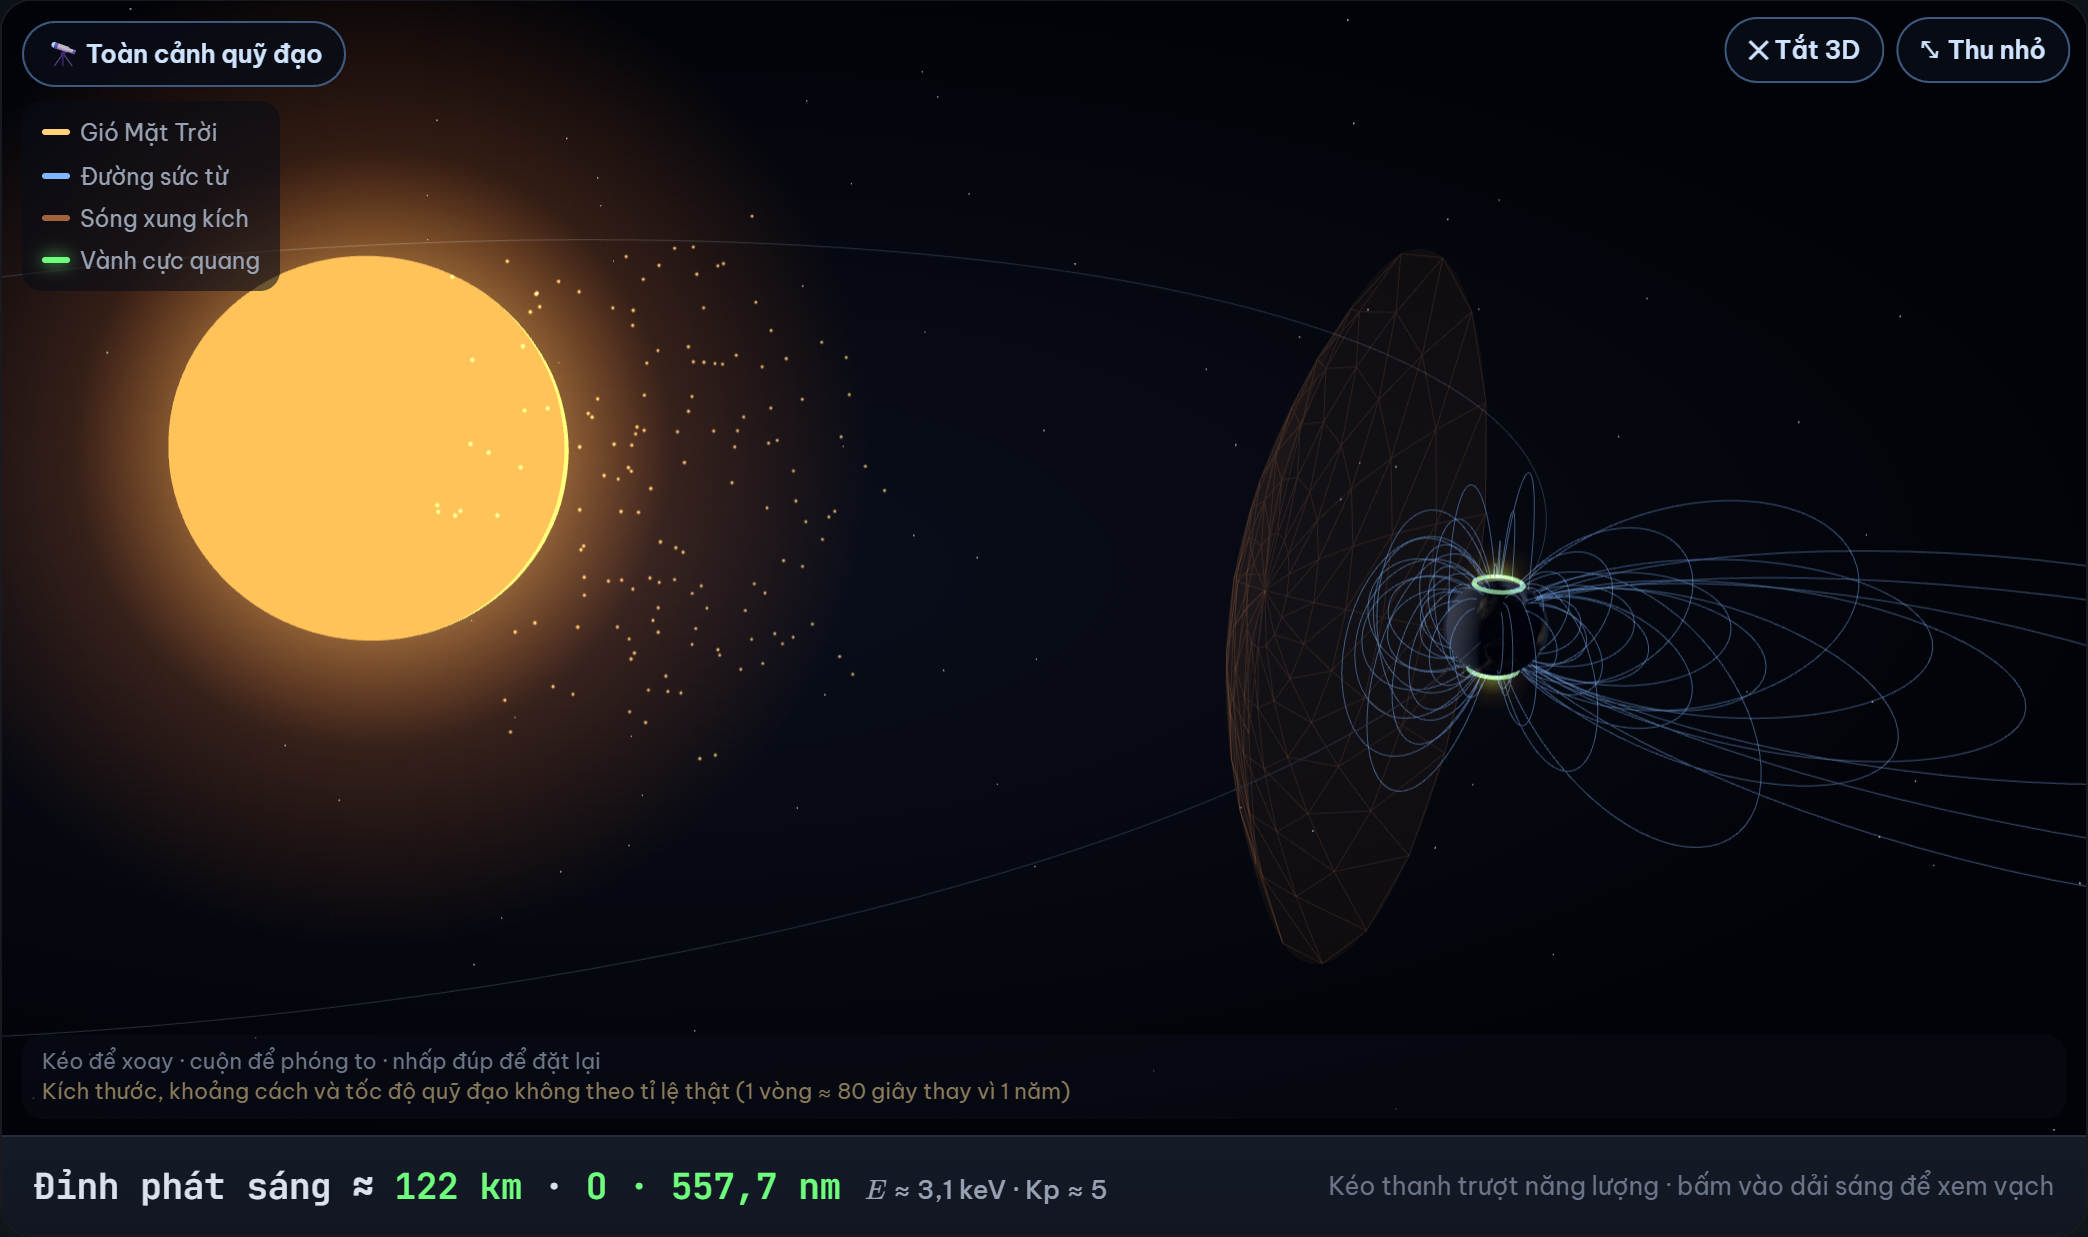 Toàn cảnh quỹ đạo
Tắt 3D
Thu nhỏ
Gió Mặt Trời
Đường sức từ
Sóng xung kích
Vành cực quang
Kéo để xoay · cuộn để phóng to · nhấp đúp để đặt lại
Kích thước, khoảng cách và tốc độ quỹ đạo không theo tỉ lệ thật (1 vòng ≈ 80 giây thay vì 1 năm)
Đỉnh phát sáng ≈ 122 km · O · 557,7 nm E ≈ 3,1 keV · Kp ≈ 5
Kéo thanh trượt năng lượng · bấm vào dải sáng để xem vạch